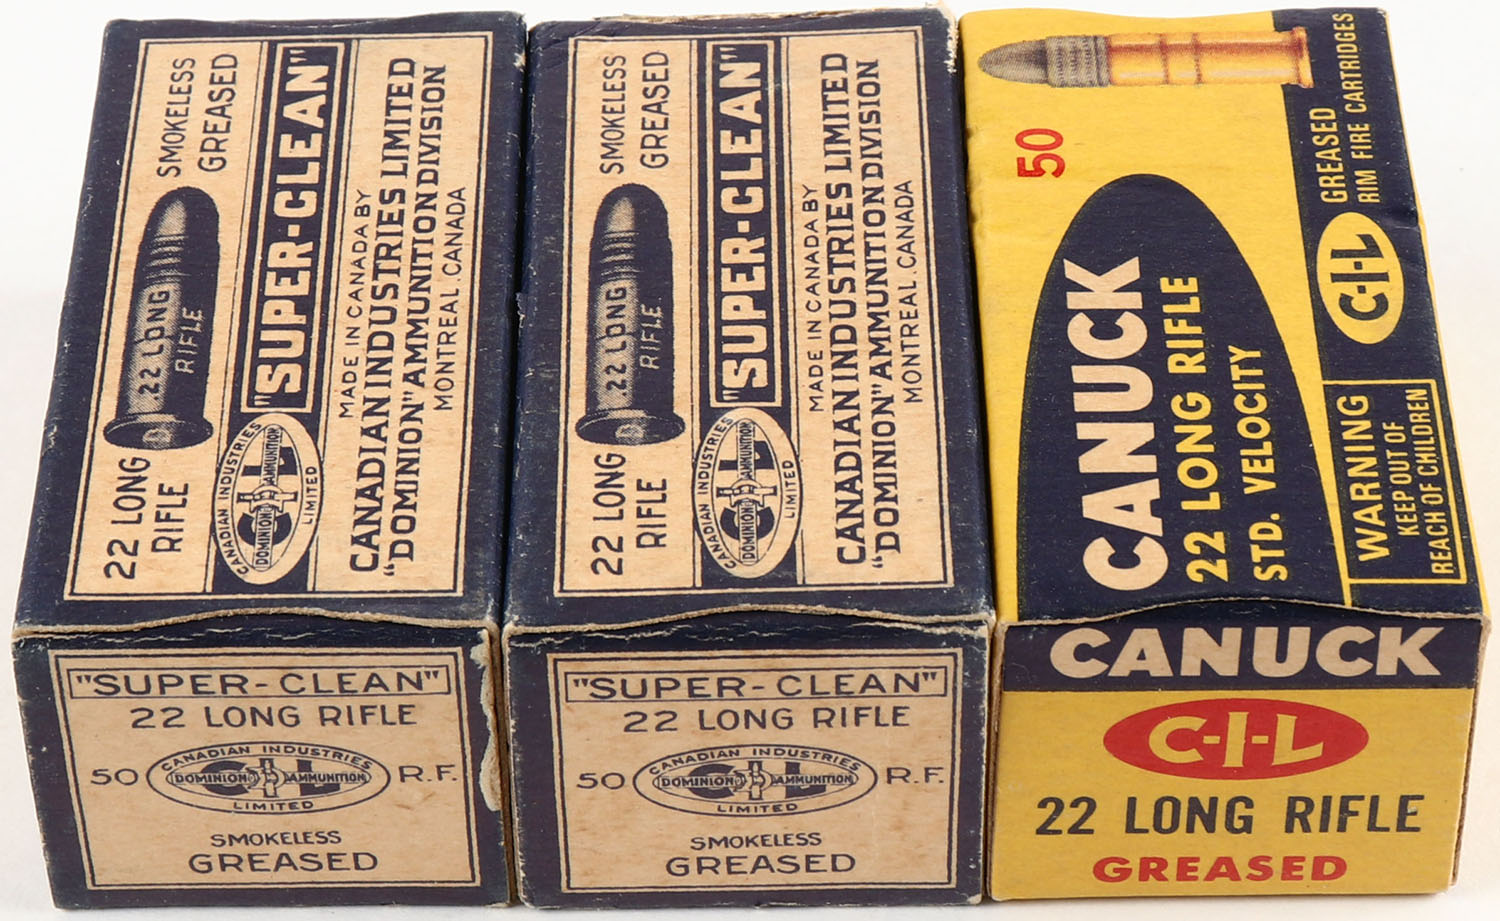 SMOKELESS
GREASED
.22 LONG
RIFLE
D
22 LONG
RIFLE
"SUPER-CLEAN"
CANADIAN INDUSTRIES
DOMINION AMMUNITION
LIMITED
MADE IN CANADA BY
CANADIAN INDUSTRIES LIMITED
"DOMINION" AMMUNITION DIVISION
MONTREAL, CANADA
"SUPER-CLEAN"
22 LONG RIFLE
CANADIAN INDUSTRIES
50 DOMINION AMMUNITION R.F.
LIMITED
SMOKELESS
GREASED
SMOKELESS
GREASED
.22 LONG
RIFLE
D
22 LONG
RIFLE
"SUPER-CLEAN"
CANADIAN INDUSTRIES
DOMINION AMMUNITION
LIMITED
MADE IN CANADA BY
CANADIAN INDUSTRIES LIMITED
"DOMINION" AMMUNITION DIVISION
MONTREAL, CANADA
"SUPER-CLEAN"
22 LONG RIFLE
CANADIAN INDUSTRIES
50 DOMINION AMMUNITION R.F.
LIMITED
SMOKELESS
GREASED
50
CANUCK
22 LONG RIFLE
STD. VELOCITY
GREASED
RIM FIRE CARTRIDGES
C-I-L
WARNING
KEEP OUT OF
REACH OF CHILDREN
CANUCK
C-I-L
22 LONG RIFLE
GREASED